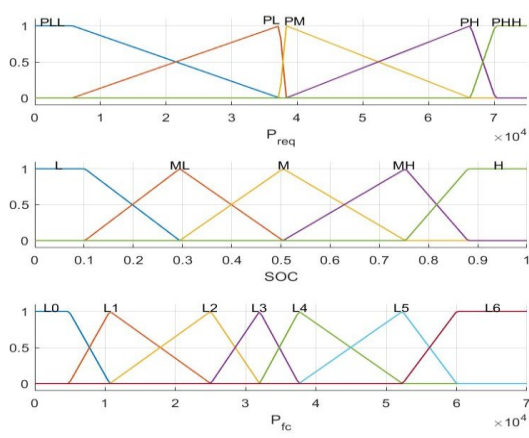 PLL PL PM PH PHH
1
0.5
0
0 1 2 3 4 5 6 7
P_req ×10^4
L ML M MH H
1
0.5
0
0 0.1 0.2 0.3 0.4 0.5 0.6 0.7 0.8 0.9 1
SOC
L0 L1 L2 L3 L4 L5 L6
1
0.5
0
0 1 2 3 4 5 6 7
P_fc ×10^4